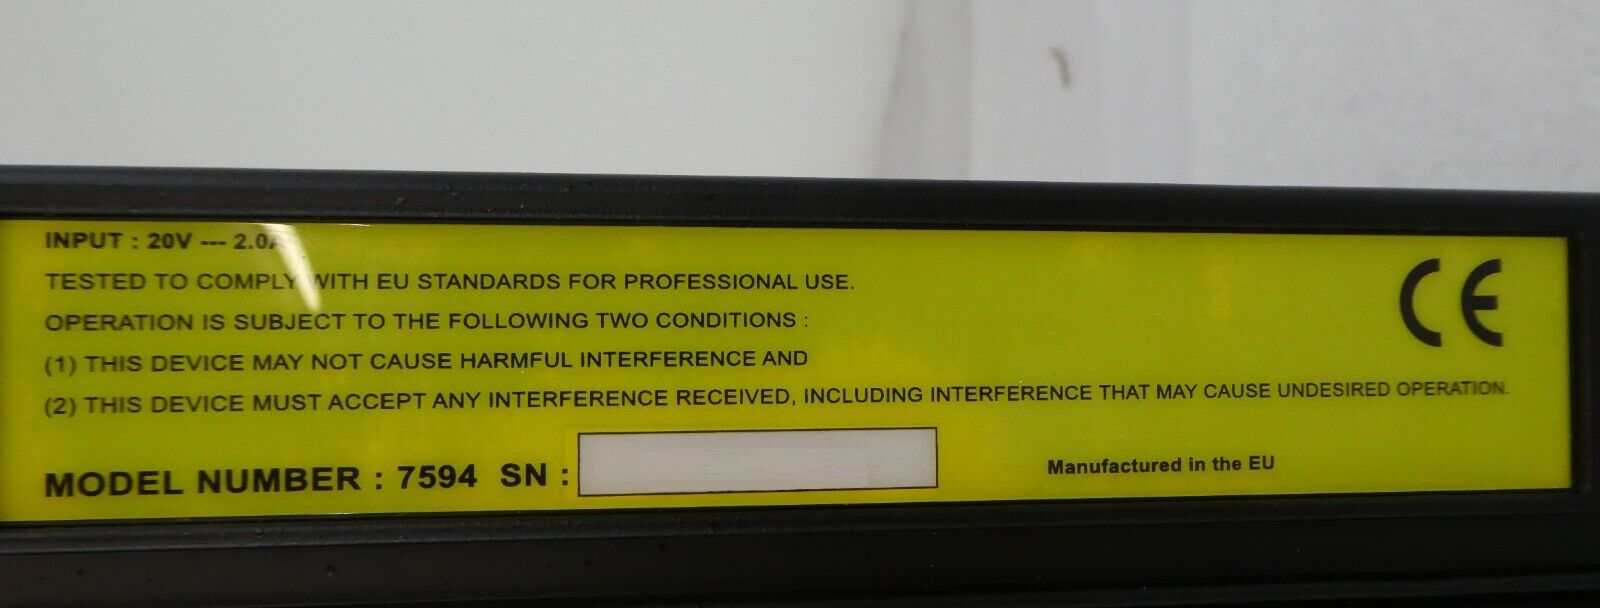 INPUT : 20V --- 2.0A
TESTED TO COMPLY WITH EU STANDARDS FOR PROFESSIONAL USE.
OPERATION IS SUBJECT TO THE FOLLOWING TWO CONDITIONS :
(1) THIS DEVICE MAY NOT CAUSE HARMFUL INTERFERENCE AND
(2) THIS DEVICE MUST ACCEPT ANY INTERFERENCE RECEIVED, INCLUDING INTERFERENCE THAT MAY CAUSE UNDESIRED OPERATION.
MODEL NUMBER : 7594 SN :
Manufactured in the EU
CE